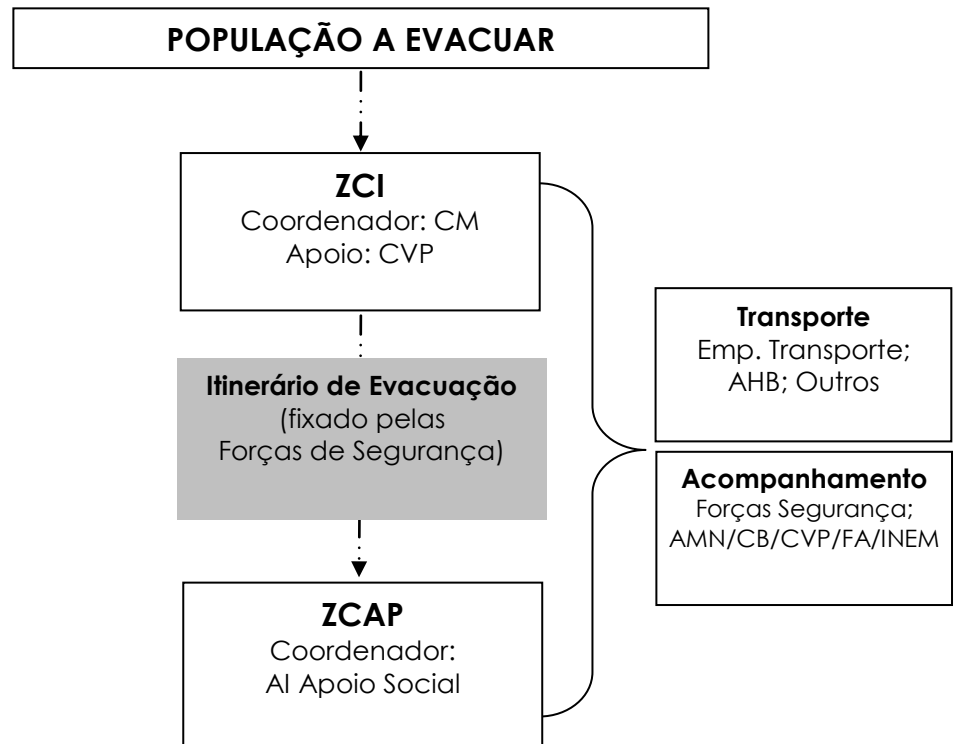 POPULAÇÃO A EVACUAR
ZCI
Coordenador: CM
Apoio: CVP
Itinerário de Evacuação
(fixado pelas
Forças de Segurança)
ZCAP
Coordenador:
AI Apoio Social
Transporte
Emp. Transporte;
AHB; Outros
Acompanhamento
Forças Segurança;
AMN/CB/CVP/FA/INEM